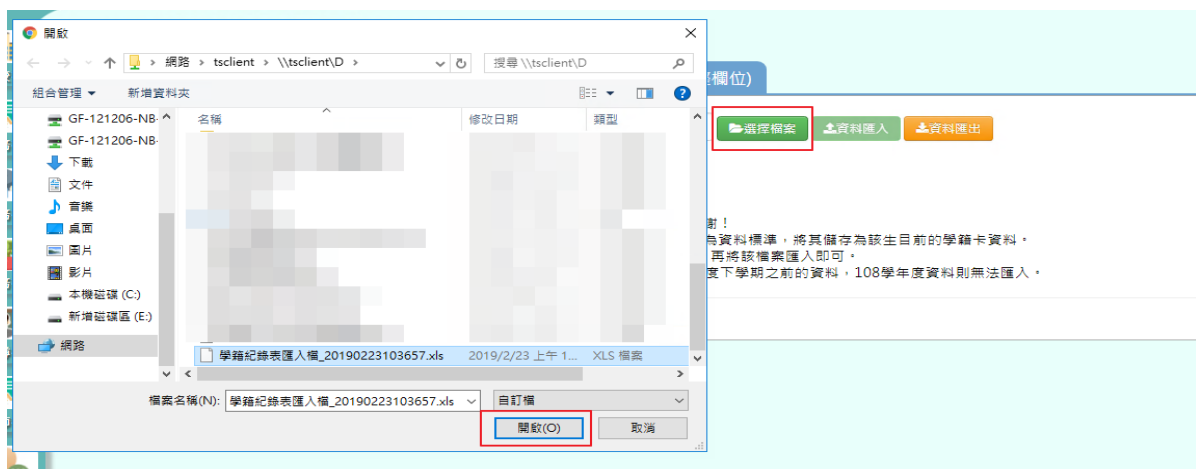 開啟
網路 > tsclient > \\tsclient\D >
搜尋 \\tsclient\D
組合管理
新增資料夾
欄位)
名稱
修改日期
類型
GF-121206-NB-
GF-121206-NB-
下載
文件
音樂
桌面
圖片
影片
本機磁碟 (C:)
新增磁碟區 (E:)
網路
選擇檔案
資料匯入
資料匯出
謝！
為資料標準，將其儲存為該生目前的學籍卡資料。
再將該檔案匯入即可。
度下學期之前的資料，108學年度資料則無法匯入。
學籍紀錄表匯入檔_20190223103657.xls
2019/2/23 上午 1...
XLS 檔案
檔案名稱(N):
學籍紀錄表匯入檔_20190223103657.xls
自訂檔
開啟(O)
取消